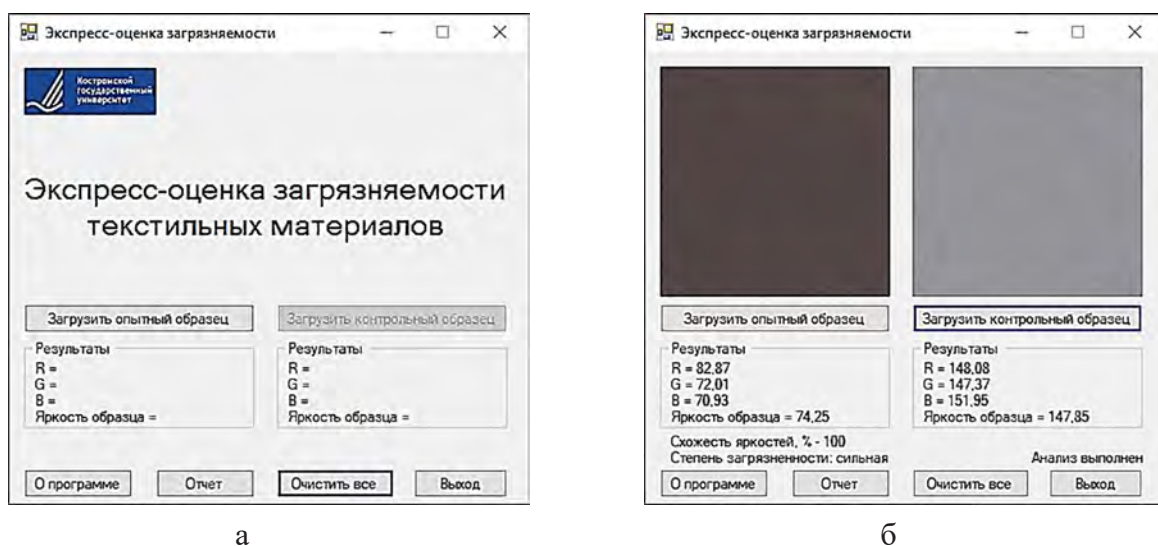 Экспресс-оценка загрязняемости
Костромской
государственный
университет
Экспресс-оценка загрязняемости
текстильных материалов
Загрузить опытный образец
Загрузить контрольный образец
Результаты
R =
G =
B =
Яркость образца =
Результаты
R =
G =
B =
Яркость образца =
О программе
Отчет
Очистить все
Выход
а
Экспресс-оценка загрязняемости
Загрузить опытный образец
Загрузить контрольный образец
Результаты
R = 82,87
G = 72,01
B = 70,93
Яркость образца = 74,25
Результаты
R = 148,08
G = 147,37
B = 151,95
Яркость образца = 147,85
Схожесть яркостей, % - 100
Степень загрязненности: сильная
Анализ выполнен
О программе
Отчет
Очистить все
Выход
б